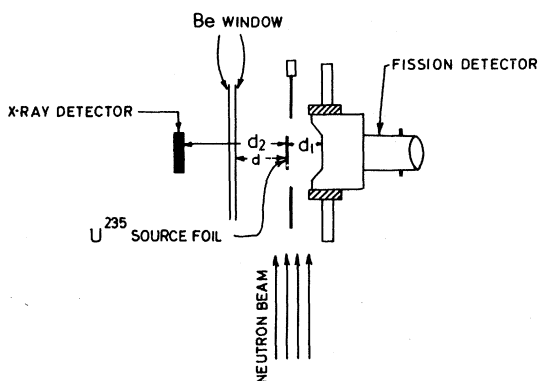 Be WINDOW
FISSION DETECTOR
X-RAY DETECTOR
d2
d1
d
U235 SOURCE FOIL
NEUTRON BEAM